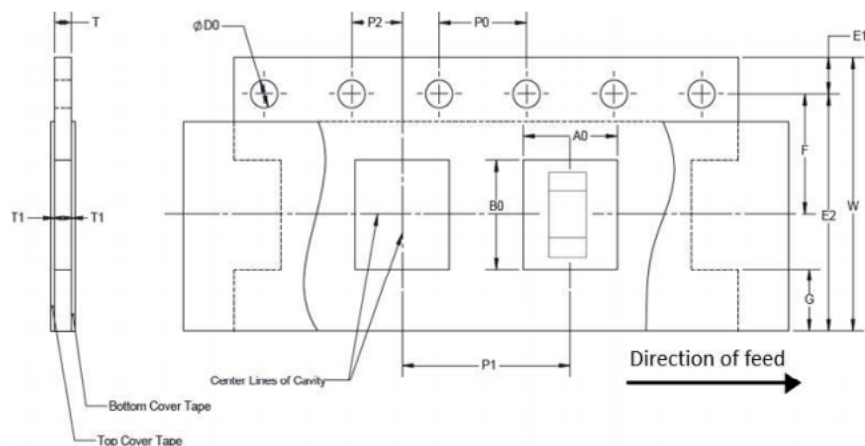 T
ϕD0
P2
P0
E1
A0
F
B0
E2
W
T1
T1
G
P1
Center Lines of Cavity
Direction of feed
Bottom Cover Tape
Top Cover Tape